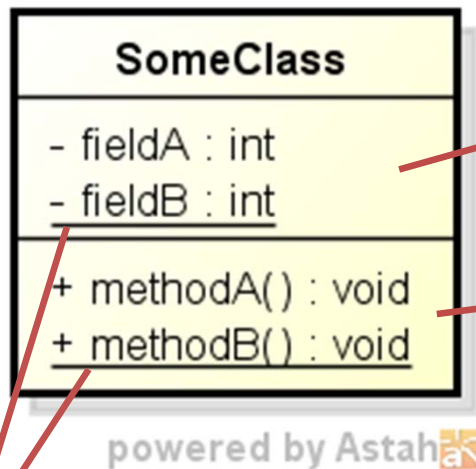 SomeClass
- fieldA : int
- fieldB : int
+ methodA() : void
+ methodB() : void
powered by Astah